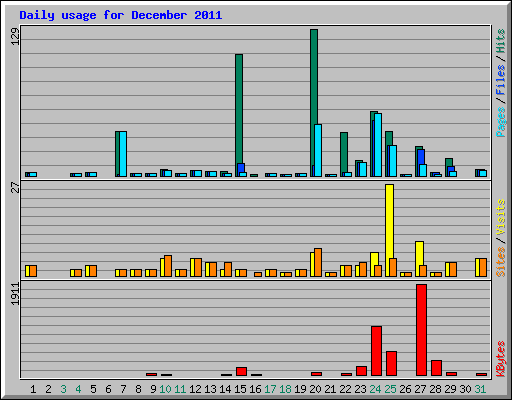 Daily usage for December 2011
129
Pages / Files / Hits
27
Sites / Visits
1911
KBytes
1 2 3 4 5 6 7 8 9 10 11 12 13 14 15 16 17 18 19 20 21 22 23 24 25 26 27 28 29 30 31